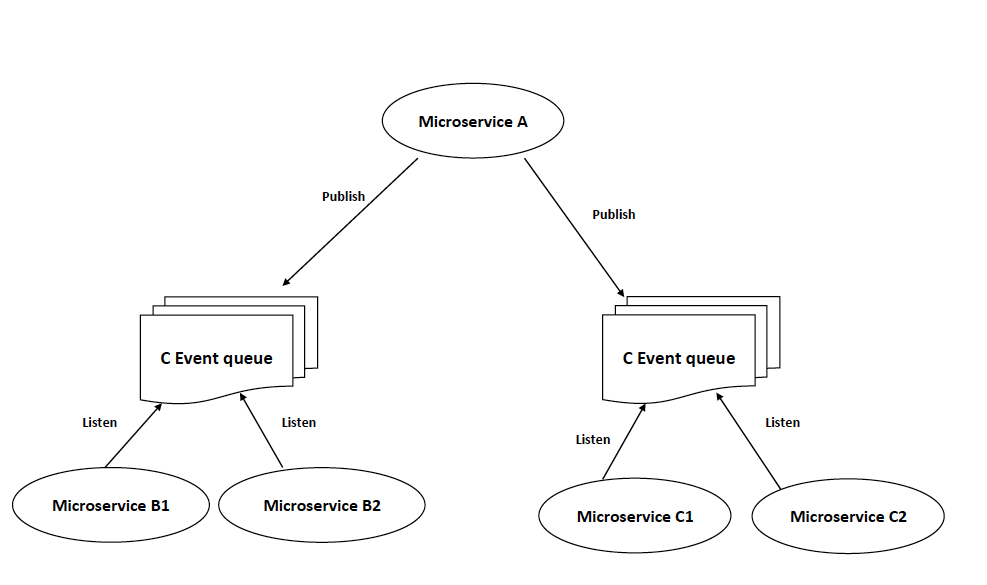 Microservice A
Publish
Publish
C Event queue
C Event queue
Listen
Listen
Listen
Listen
Microservice B1
Microservice B2
Microservice C1
Microservice C2